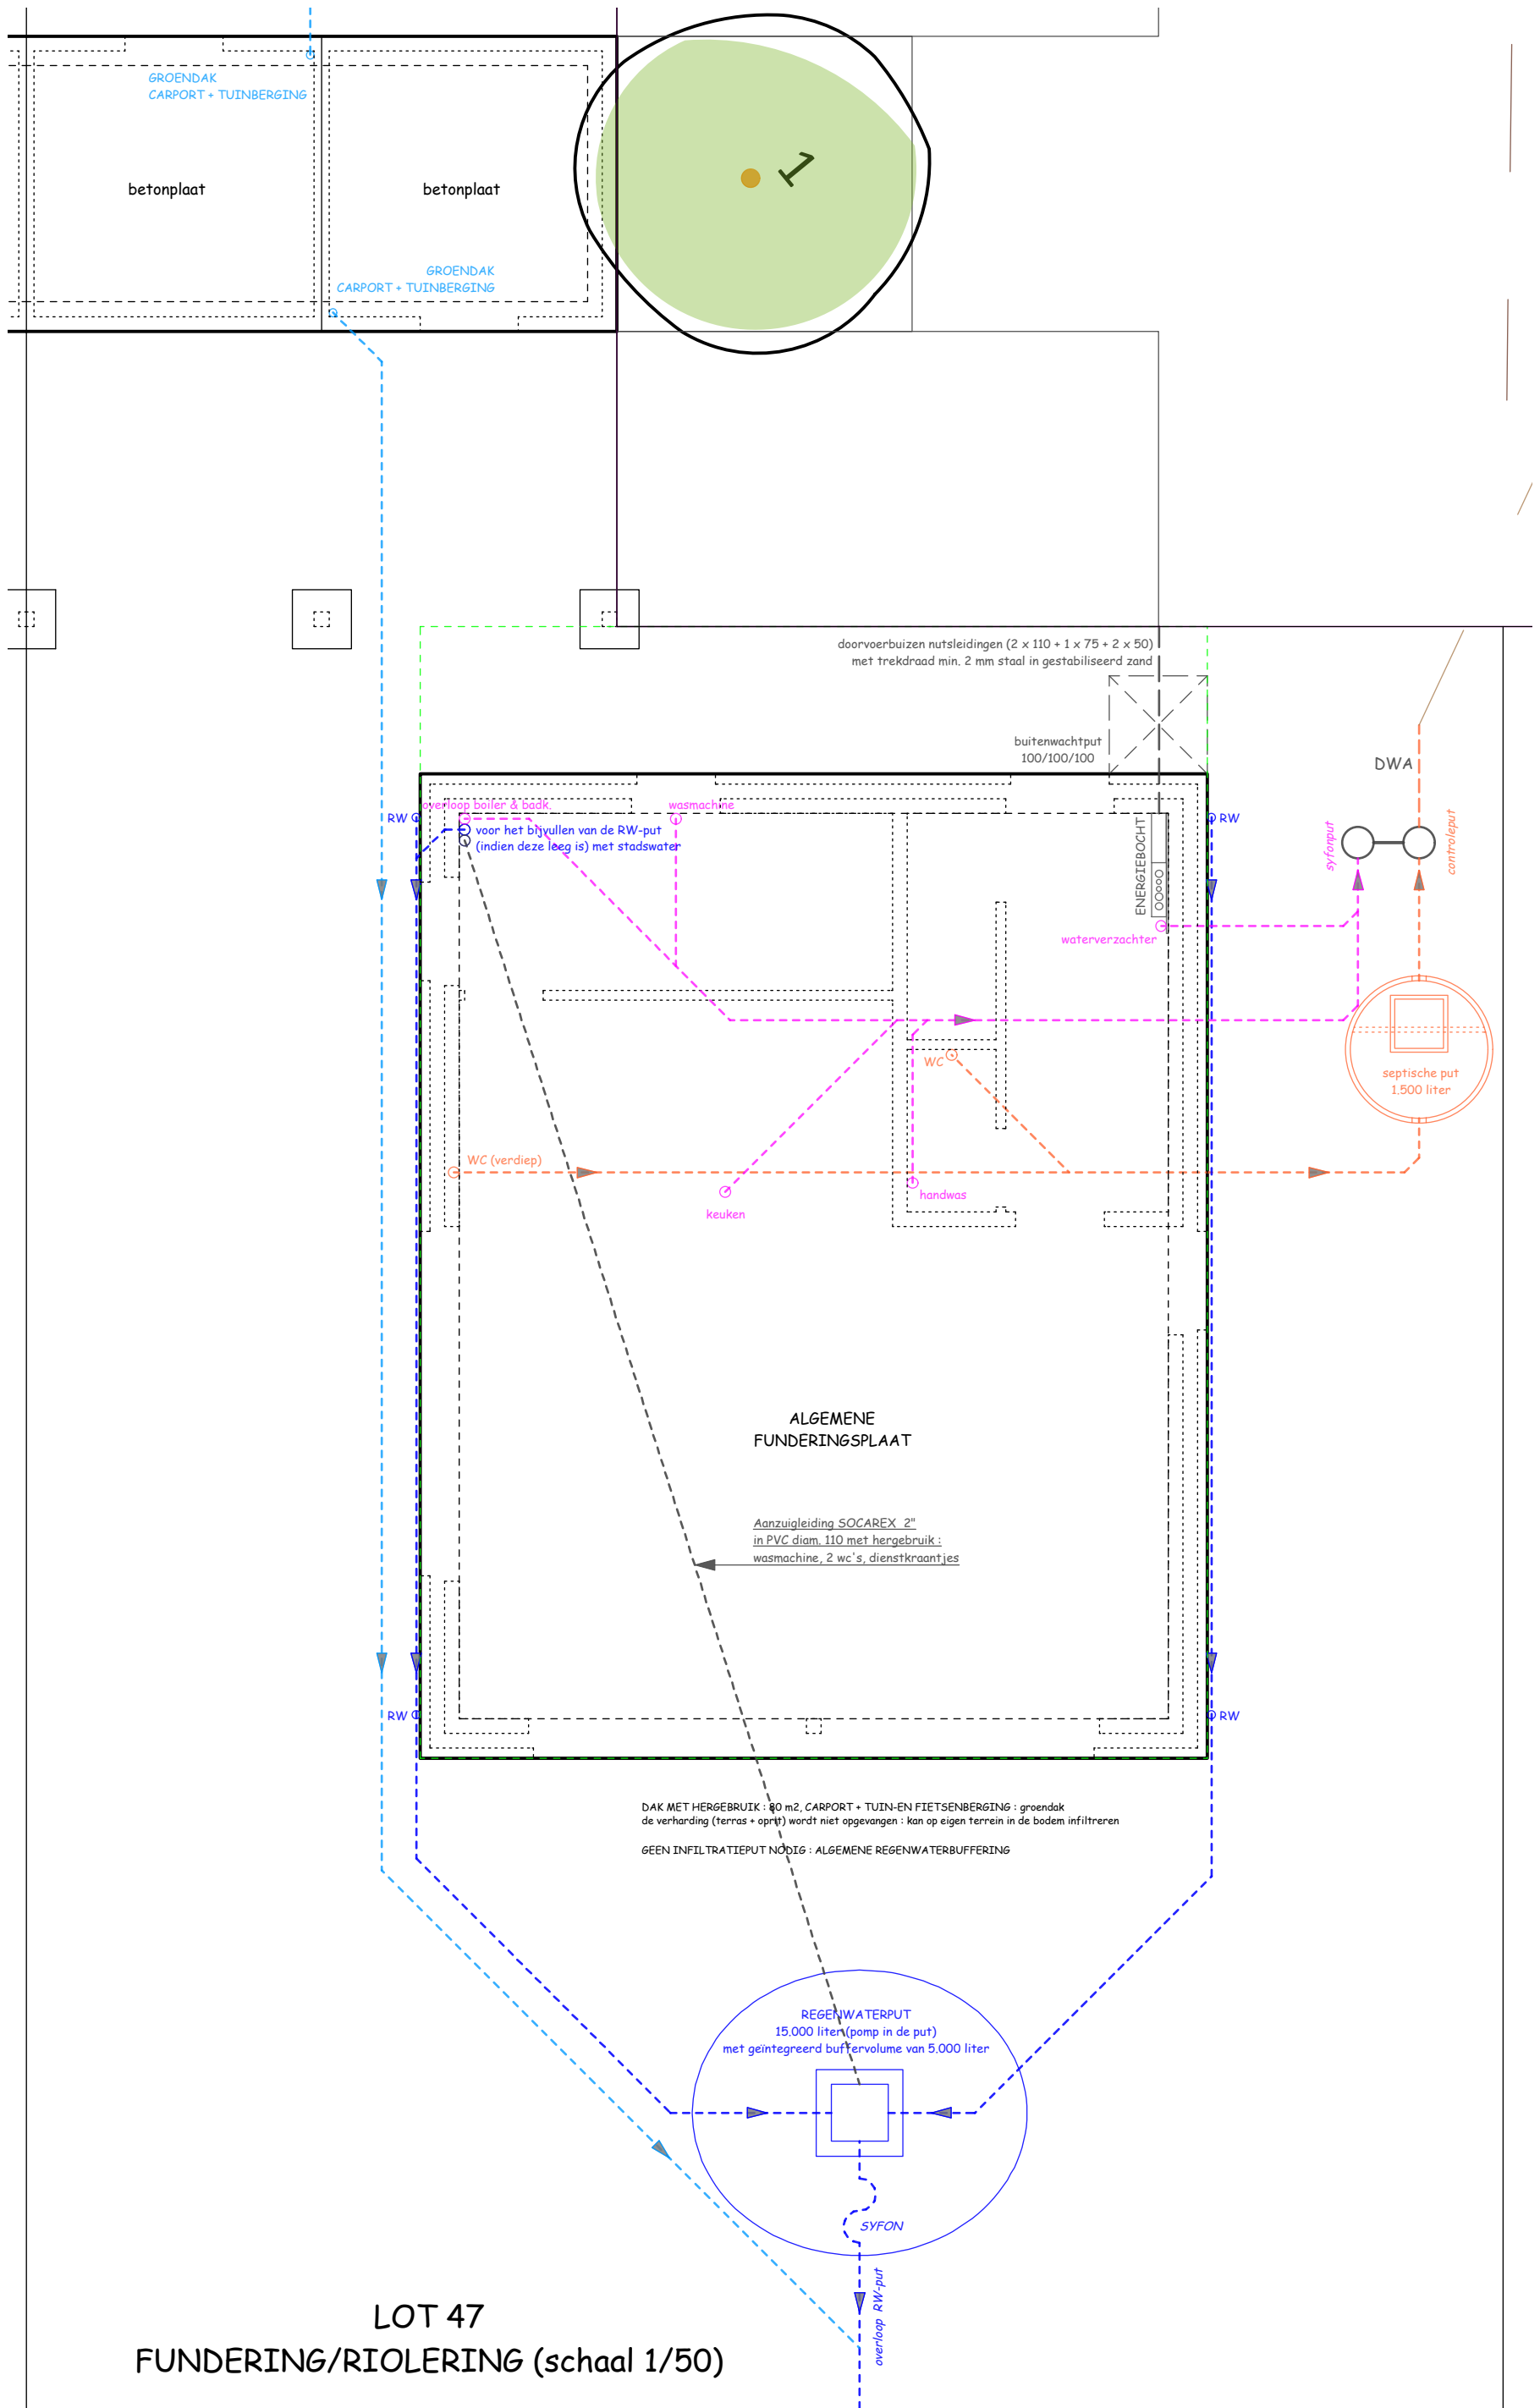 GROENDAK
CARPORT + TUINBERGING
betonplaat
betonplaat
1
GROENDAK
CARPORT + TUINBERGING
doorvoerbuizen nutsleidingen (2 x 110 + 1 x 75 + 2 x 50)
met trekdraad min. 2 mm staal in gestabiliseerd zand
buitenwachtput
100/100/100
DWA
overloop boiler & badk.
wasmachine
RW
voor het bijvullen van de RW-put
(indien deze leeg is) met stadswater
ENERGIEBOCHT
RW
syfonput
controleput
waterverzachter
WC
septische put
1.500 liter
WC (verdiep)
handwas
keuken
ALGEMENE
FUNDERINGSPLAAT
Aanzuigleiding SOCAREX 2"
in PVC diam. 110 met hergebruik :
wasmachine, 2 wc's, dienstkraantjes
RW
RW
DAK MET HERGEBRUIK : 80 m2, CARPORT + TUIN-EN FIETSENBERGING : groendak
de verharding (terras + oprit) wordt niet opgevangen : kan op eigen terrein in de bodem infiltreren
GEEN INFILTRATIEPUT NODIG : ALGEMENE REGENWATERBUFFERING
REGENWATERPUT
15.000 liter (pomp in de put)
met geïntegreerd buffervolume van 5.000 liter
SYFON
overloop RW-put
LOT 47
FUNDERING/RIOLERING (schaal 1/50)